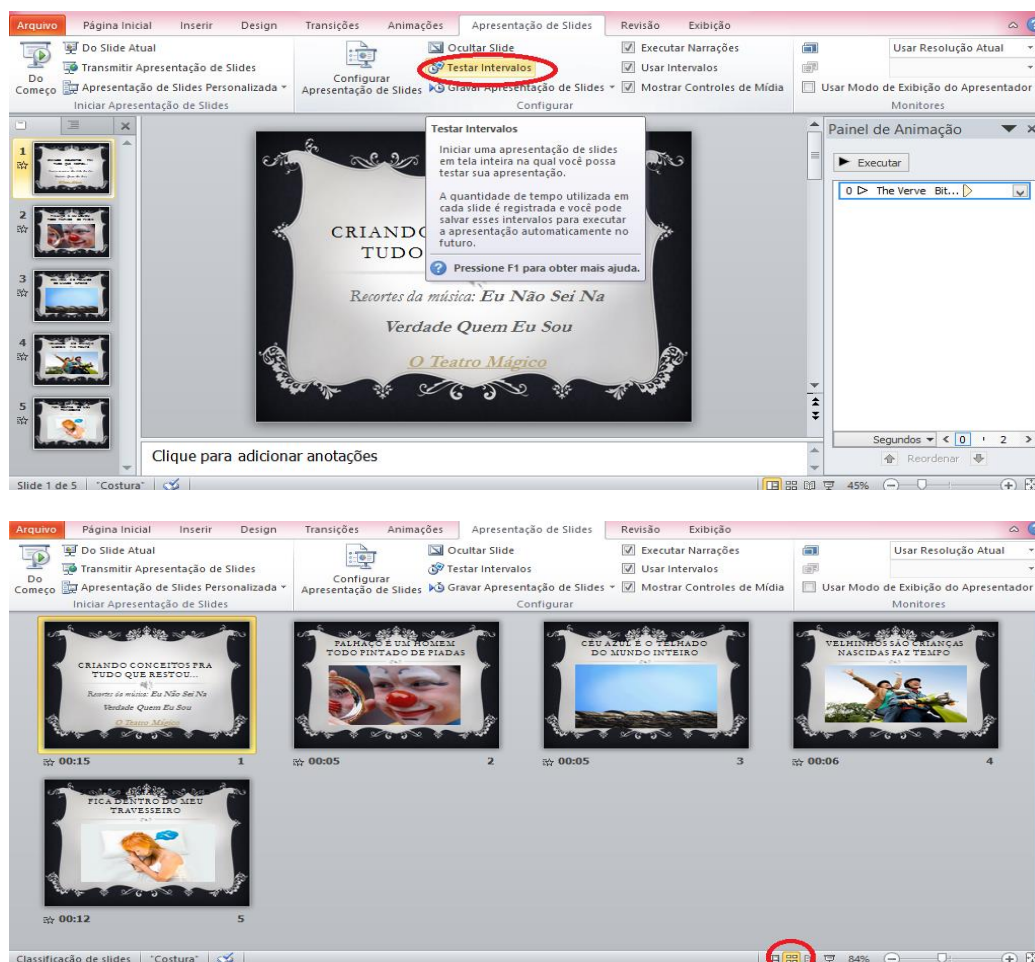 Arquivo Página Inicial Inserir Design Transições Animações Apresentação de Slides Revisão Exibição
Do Começo
Do Slide Atual
Transmitir Apresentação de Slides
Apresentação de Slides Personalizada
Iniciar Apresentação de Slides
Configurar
Apresentação de Slides
Ocultar Slide
Testar Intervalos
Gravar Apresentação de Slides
Configurar
Executar Narrações
Usar Intervalos
Mostrar Controles de Mídia
Usar Resolução Atual
Usar Modo de Exibição do Apresentador
Monitores
1
2
3
4
5
Testar Intervalos
Iniciar uma apresentação de slides
em tela inteira na qual você possa
testar sua apresentação.
A quantidade de tempo utilizada em
cada slide é registrada e você pode
salvar esses intervalos para executar
a apresentação automaticamente no
futuro.
Pressione F1 para obter mais ajuda.
TUDO
Recortes da música: Eu Não Sei Na
Verdade Quem Eu Sou
O Teatro Mágico
Painel de Animação
Executar
0 The Verve Bit...
Segundos 0 2
Reordenar
Clique para adicionar anotações
Slide 1 de 5 "Costura" 45%
Arquivo Página Inicial Inserir Design Transições Animações Apresentação de Slides Revisão Exibição
Do Começo
Do Slide Atual
Transmitir Apresentação de Slides
Apresentação de Slides Personalizada
Iniciar Apresentação de Slides
Configurar
Apresentação de Slides
Ocultar Slide
Testar Intervalos
Gravar Apresentação de Slides
Configurar
Executar Narrações
Usar Intervalos
Mostrar Controles de Mídia
Usar Resolução Atual
Usar Modo de Exibição do Apresentador
Monitores
CRIANDO CONCEITOS PRA
TUDO QUE RESTOU...
Recortes da música: Eu Não Sei Na
Verdade Quem Eu Sou
O Teatro Mágico
00:15 1
PALHAÇO É UM HOMEM
TODO PINTADO DE PIADAS
00:05 2
CÉU AZUL É O TELHADO
DO MUNDO INTEIRO
00:05 3
VELHINHOS SÃO CRIANÇAS
NASCIDAS FAZ TEMPO
00:06 4
FICA DENTRO DO MEU
TRAVESSEIRO
00:12 5
Classificação de slides "Costura" 84%